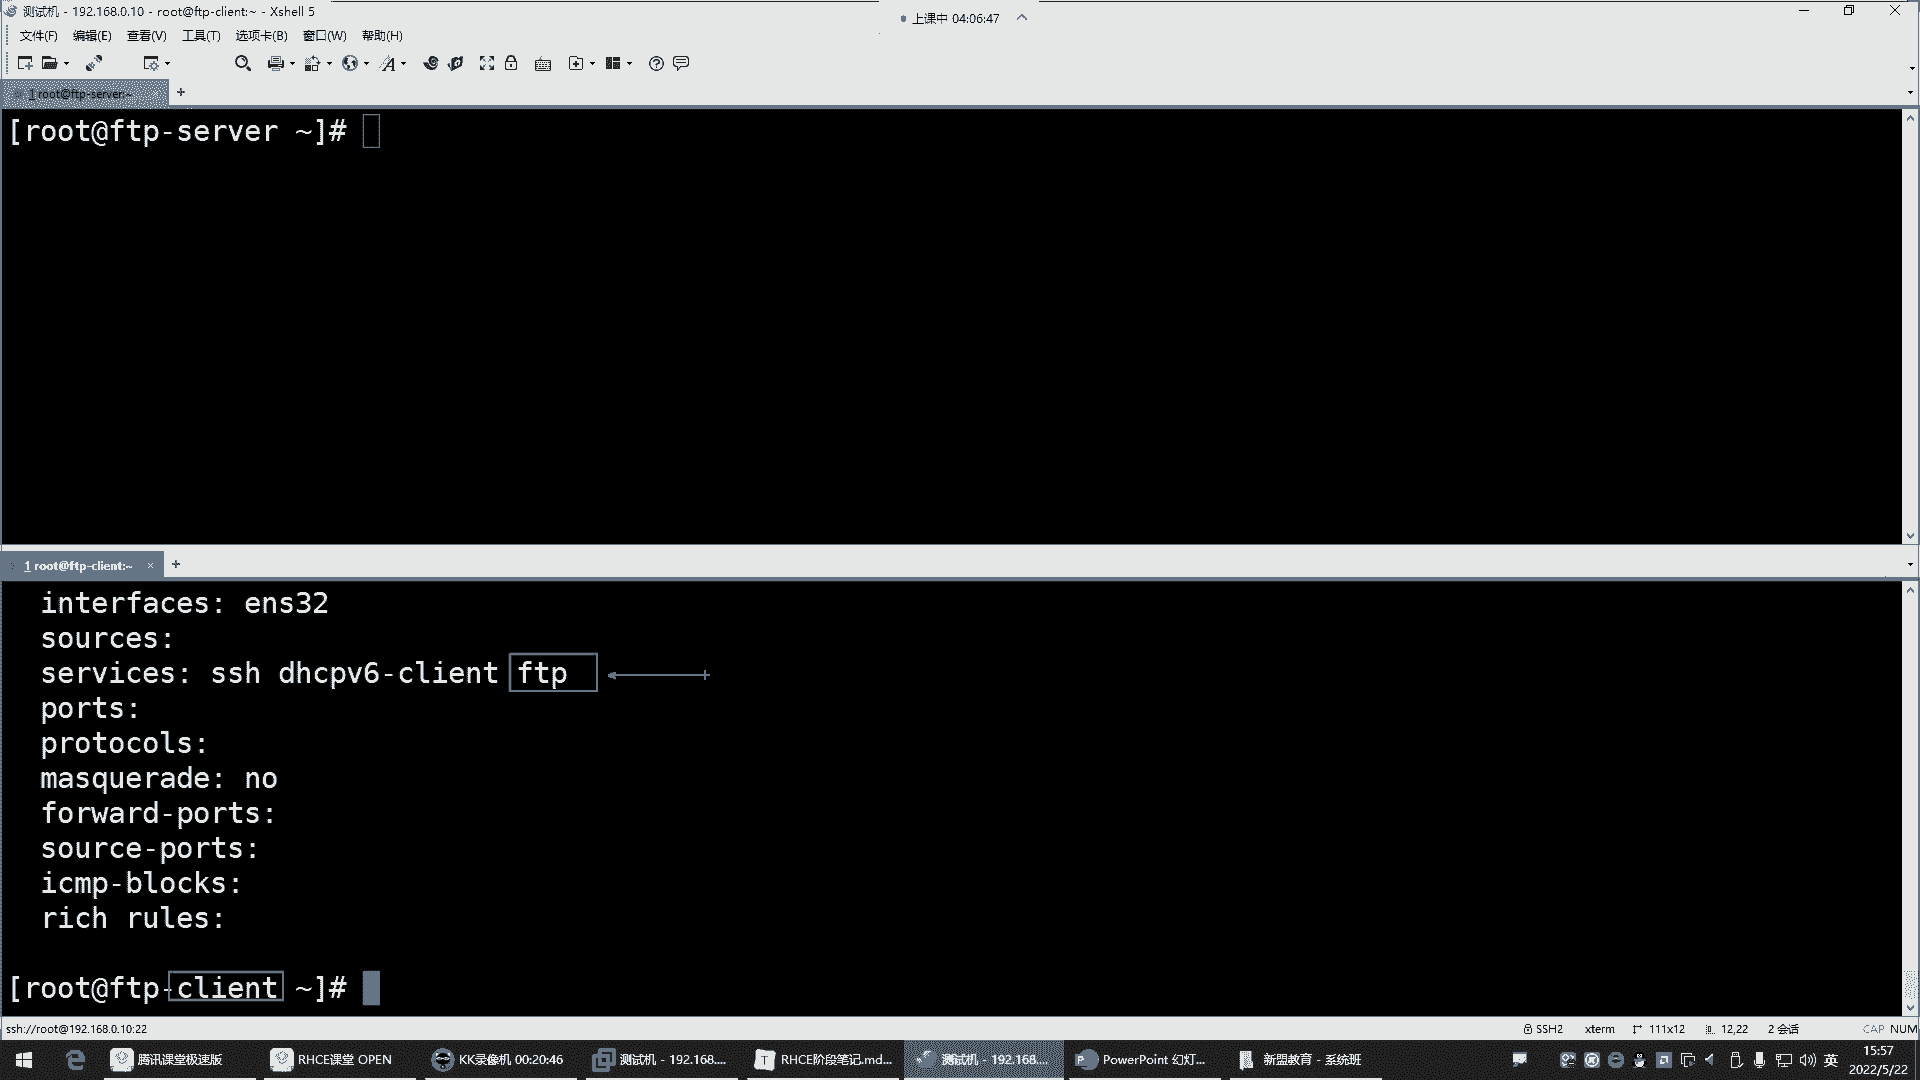 测试机 - 192.168.0.10 - root@ftp-client:~ - Xshell 5
上课中 04:06:47
文件(F) 编辑(E) 查看(V) 工具(T) 选项卡(B) 窗口(W) 帮助(H)
1 root@ftp-server:~
[root@ftp-server ~]#
1 root@ftp-client:~
interfaces: ens32
sources:
services: ssh dhcpv6-client ftp
ports:
protocols:
masquerade: no
forward-ports:
source-ports:
icmp-blocks:
rich rules:
[root@ftp-client ~]#
ssh://root@192.168.0.10:22 SSH2 xterm 111x12 12,22 2 会话 CAP NUM
腾讯课堂极速版 RHCE课堂 OPEN KK录像机 00:20:46 测试机 - 192.168.... RHCE阶段笔记.md... 测试机 - 192.168.... PowerPoint 幻灯... 新盟教育 - 系统班 英 15:57
2022/5/22